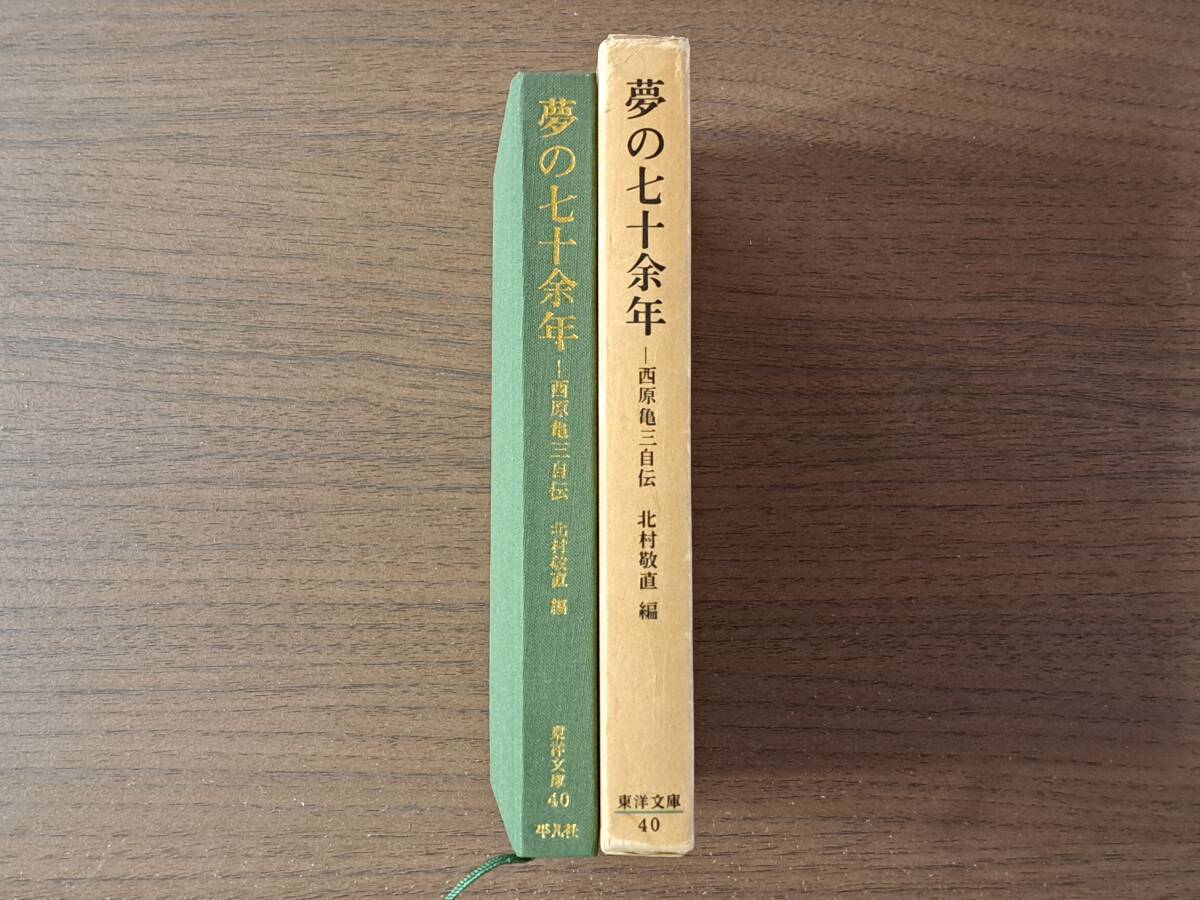 夢の七十余年
―西原亀三自伝 北村敬直 編
東洋文庫
40
平凡社
夢の七十余年
―西原亀三自伝 北村敬直 編
東洋文庫
40